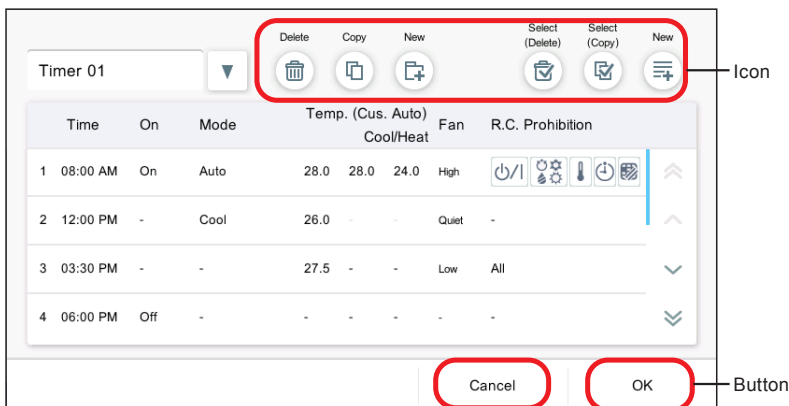 Delete Copy New Select (Delete) Select (Copy) New
Timer 01
Icon
Time On Mode Temp. (Cus. Auto) Cool/Heat Fan R.C. Prohibition
1 08:00 AM On Auto 28.0 28.0 24.0 High
2 12:00 PM - Cool 26.0 - - Quiet -
3 03:30 PM - - 27.5 - - Low All
4 06:00 PM Off - - - - - -
Cancel OK
Button